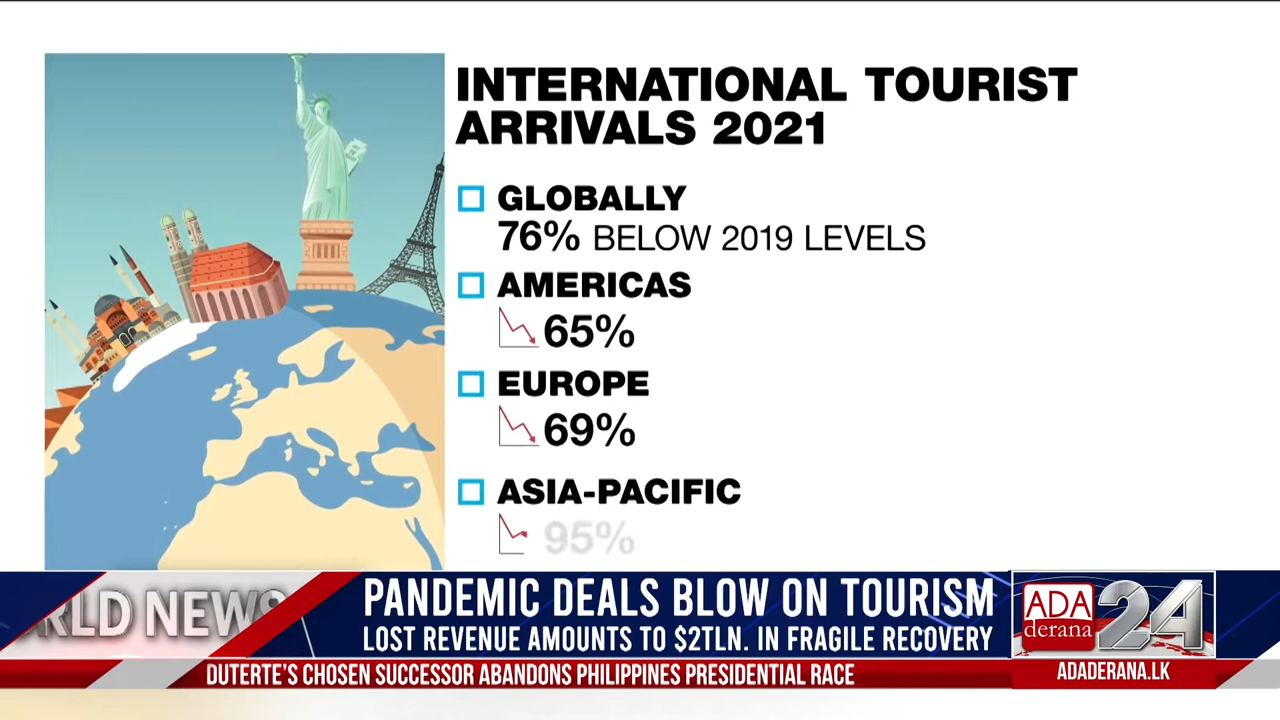 INTERNATIONAL TOURIST
ARRIVALS 2021
GLOBALLY
76% BELOW 2019 LEVELS
AMERICAS
65%
EUROPE
69%
ASIA-PACIFIC
95%
RLD NEWS
PANDEMIC DEALS BLOW ON TOURISM
LOST REVENUE AMOUNTS TO $2TLN. IN FRAGILE RECOVERY
ADA
derana
24
DUTERTE'S CHOSEN SUCCESSOR ABANDONS PHILIPPINES PRESIDENTIAL RACE
ADADERANA.LK